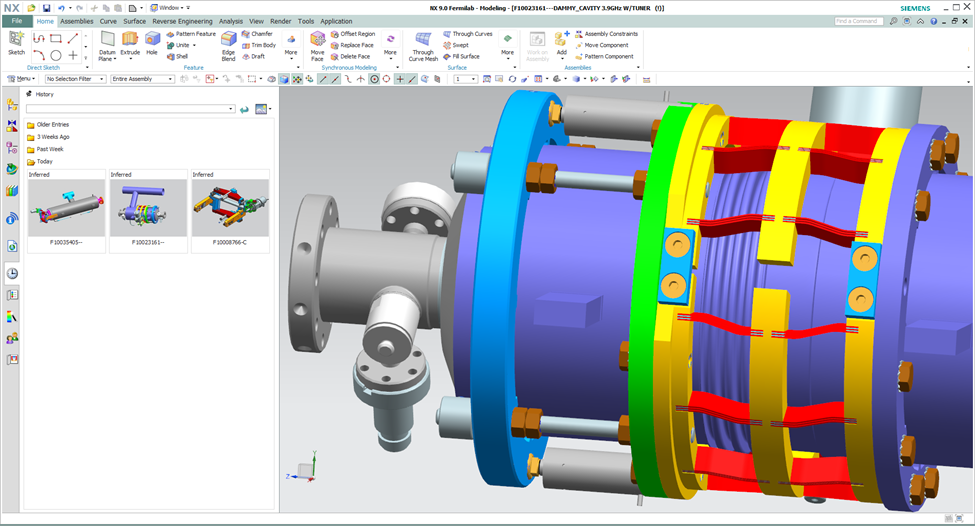 NX
Window
NX 9.0 Fermilab - Modeling - [F10023161---DAMMY_CAVITY 3.9GHz W/TUNER (!)]
SIEMENS
File Home Assemblies Curve Surface Reverse Engineering Analysis View Render Tools Application
Find a Command
Sketch
Direct Sketch
Datum Plane
Extrude
Hole
Pattern Feature
Unite
Shell
Edge Blend
Chamfer
Trim Body
Draft
More
Feature
Move Face
Offset Region
Replace Face
Delete Face
More
Synchronous Modeling
Through Curves
Through Curves
Swept
Fill Surface
More
Surface
Work on Assembly
Add
Assembly Constraints
Move Component
Pattern Component
Assemblies
Menu
No Selection Filter
Entire Assembly
1
History
Older Entries
3 Weeks Ago
Past Week
Today
Inferred Inferred Inferred
F10035405-- F10023161-- F10008766-C
Y
Z